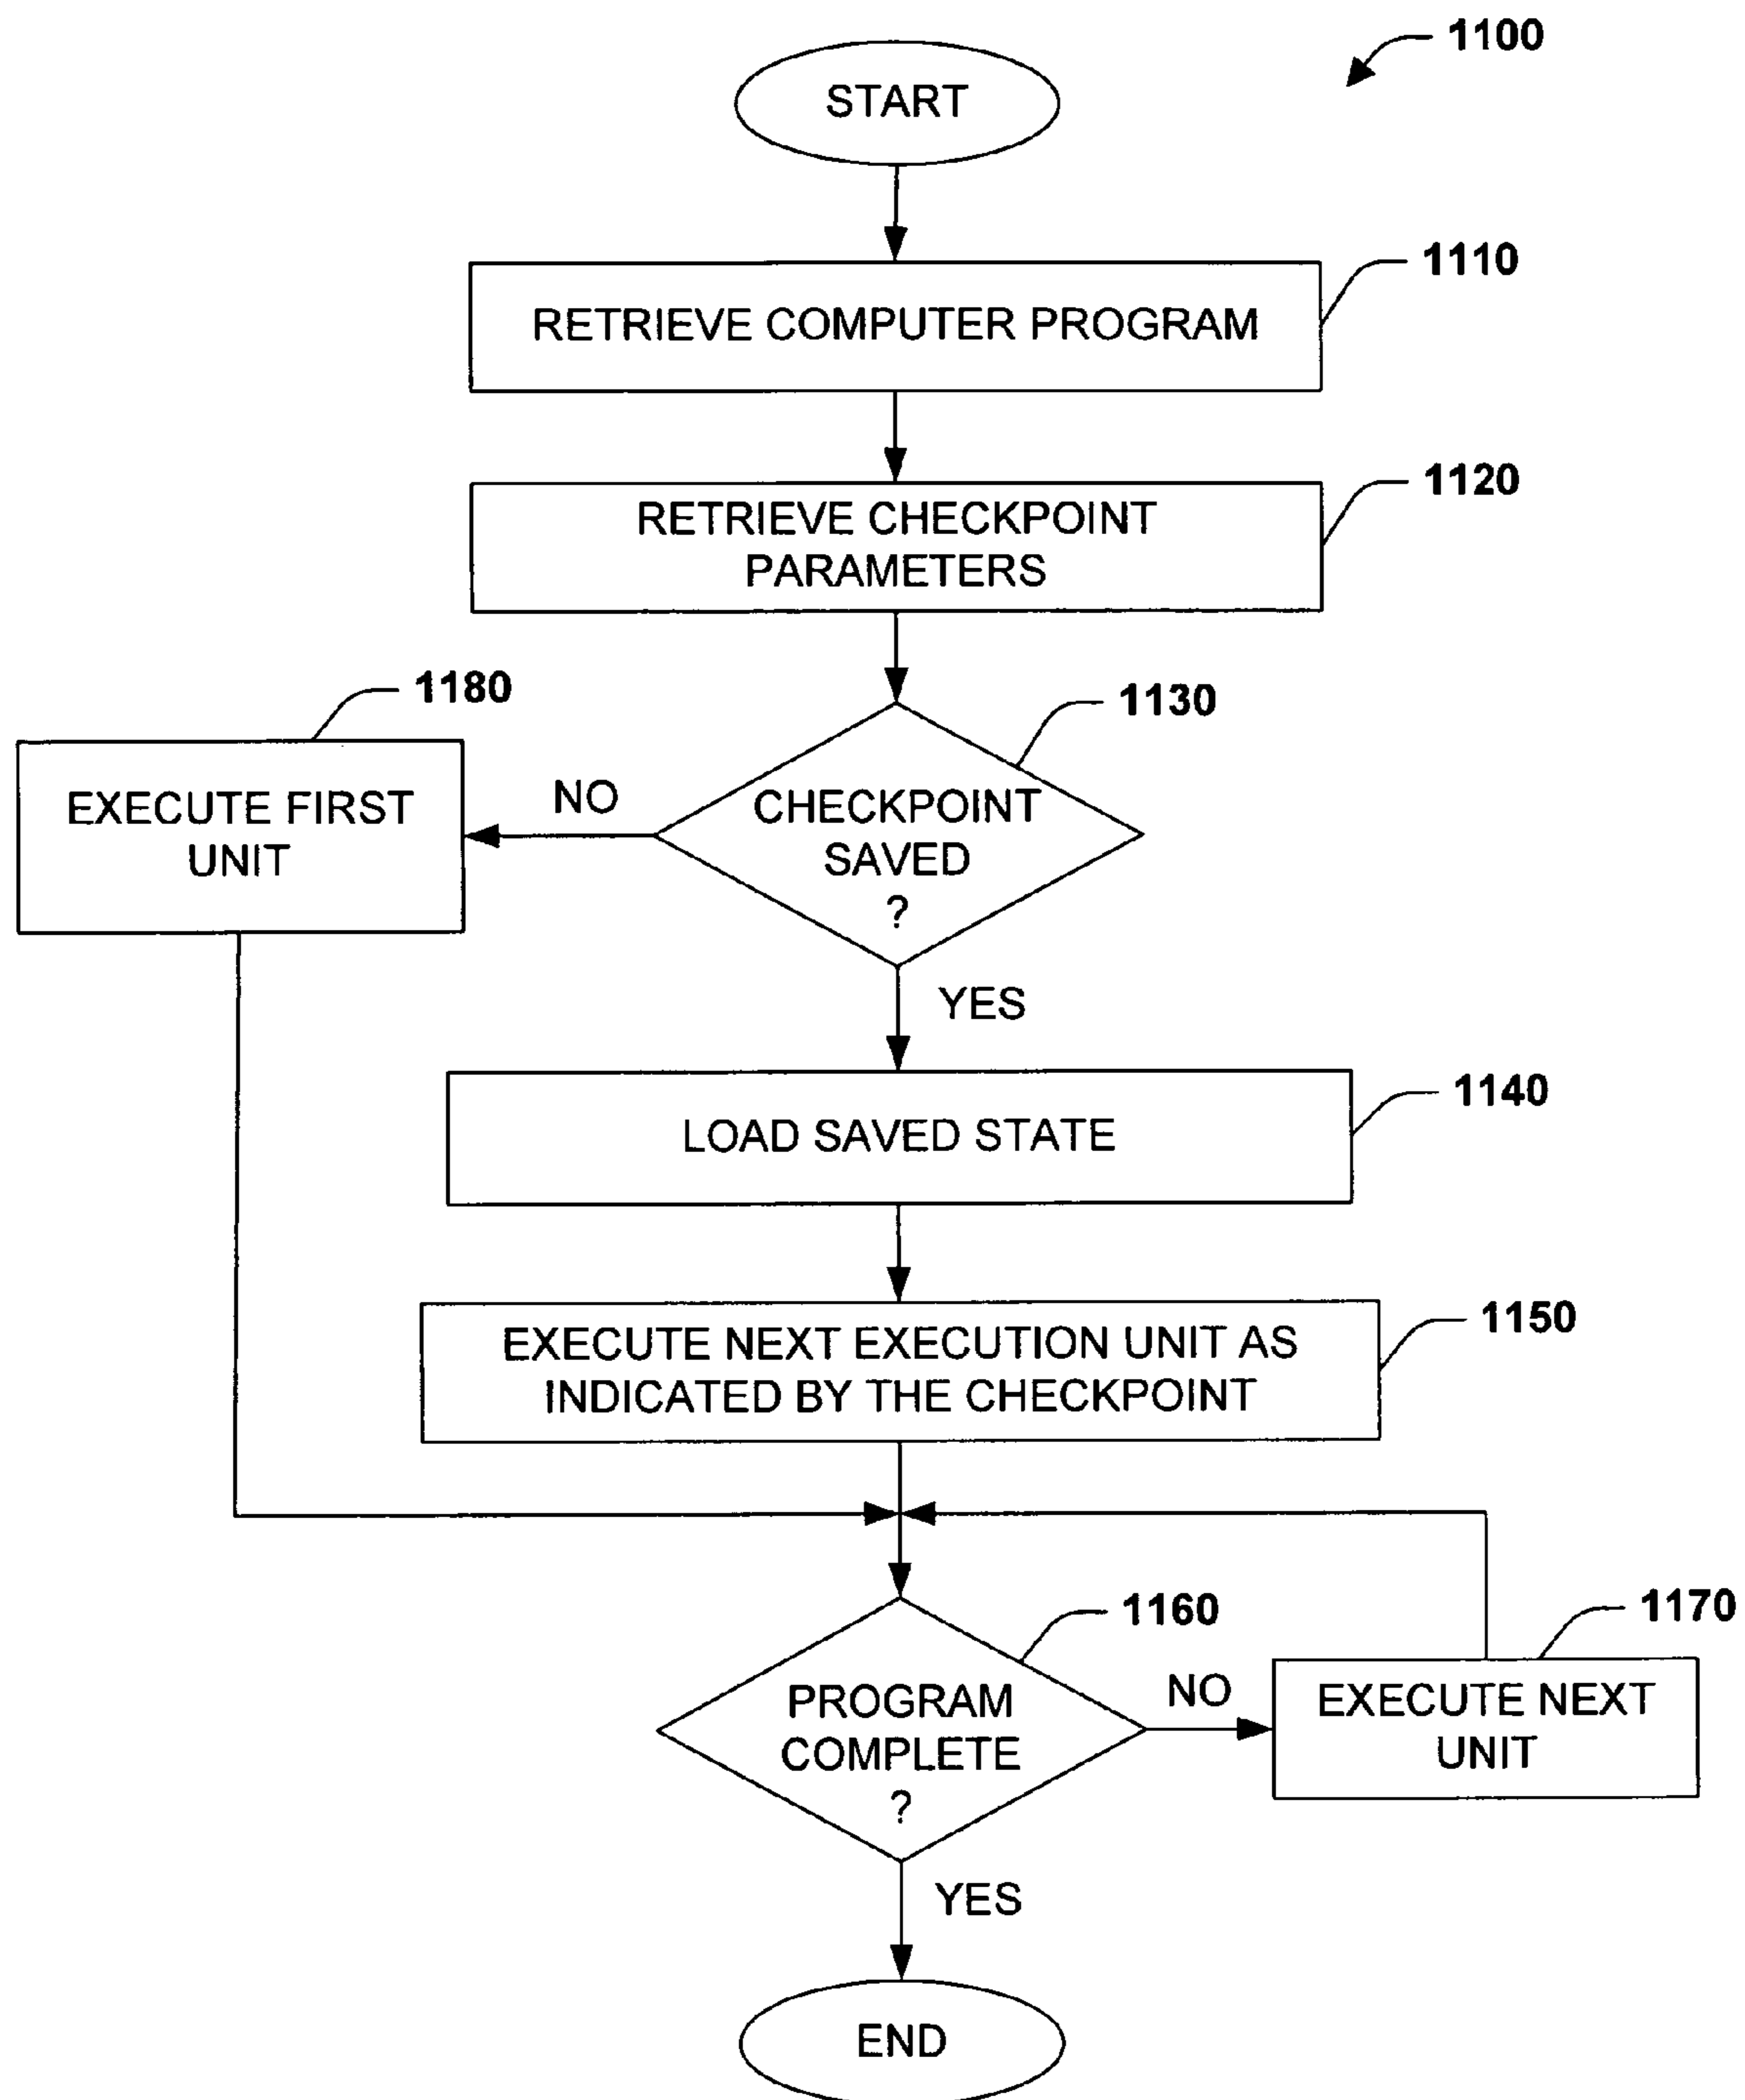 1100
START
1110
RETRIEVE COMPUTER PROGRAM
1120
RETRIEVE CHECKPOINT
PARAMETERS
1180
1130
EXECUTE FIRST
UNIT
NO
CHECKPOINT
SAVED
?
YES
1140
LOAD SAVED STATE
1150
EXECUTE NEXT EXECUTION UNIT AS
INDICATED BY THE CHECKPOINT
1160
1170
PROGRAM
COMPLETE
?
NO
EXECUTE NEXT
UNIT
YES
END